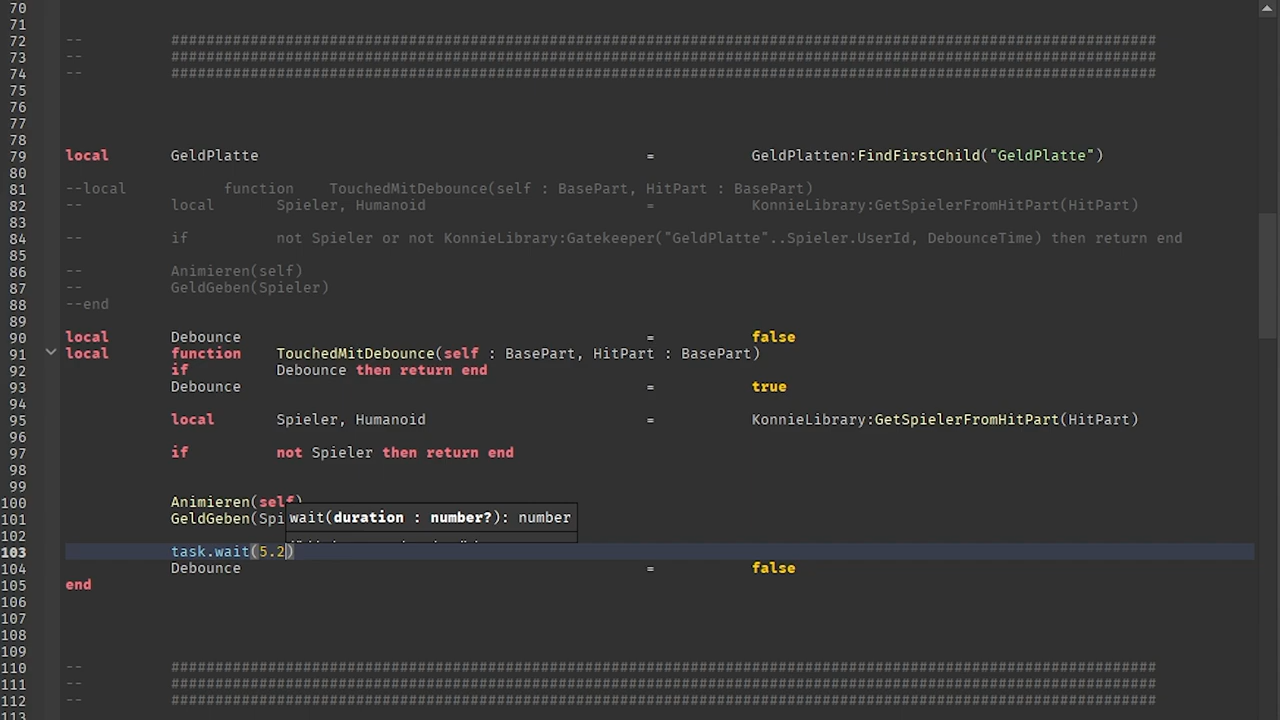 70
71
72 -- ################################################################################################################
73 -- ################################################################################################################
74 -- ################################################################################################################
75
76
77
78
79 local GeldPlatte = GeldPlatten:FindFirstChild("GeldPlatte")
80
81 --local function TouchedMitDebounce(self : BasePart, HitPart : BasePart)
82 -- local Spieler, Humanoid = KonnieLibrary:GetSpielerFromHitPart(HitPart)
83
84 -- if not Spieler or not KonnieLibrary:Gatekeeper("GeldPlatte"..Spieler.UserId, DebounceTime) then return end
85
86 -- Animieren(self)
87 -- GeldGeben(Spieler)
88 --end
89
90 local Debounce = false
91 local function TouchedMitDebounce(self : BasePart, HitPart : BasePart)
92 if Debounce then return end
93 Debounce = true
94
95 local Spieler, Humanoid = KonnieLibrary:GetSpielerFromHitPart(HitPart)
96
97 if not Spieler then return end
98
99
100 Animieren(self)
101 GeldGeben(Spi
wait(duration : number?): number
102
103 task.wait(5.2)
104 Debounce = false
105 end
106
107
108
109
110 -- ################################################################################################################
111 -- ################################################################################################################
112 -- ################################################################################################################
113